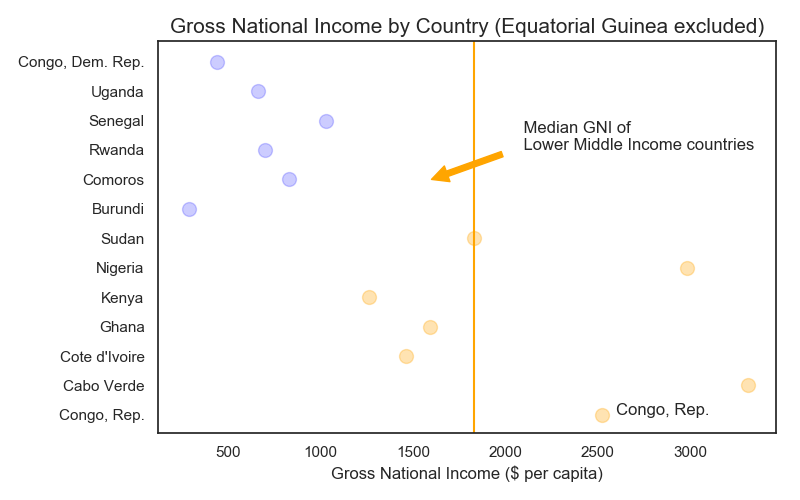 Gross National Income by Country (Equatorial Guinea excluded)
Congo, Dem. Rep.
Uganda
Senegal
Rwanda
Comoros
Burundi
Sudan
Nigeria
Kenya
Ghana
Cote d'Ivoire
Cabo Verde
Congo, Rep.
Median GNI of
Lower Middle Income countries
Congo, Rep.
500 1000 1500 2000 2500 3000
Gross National Income ($ per capita)